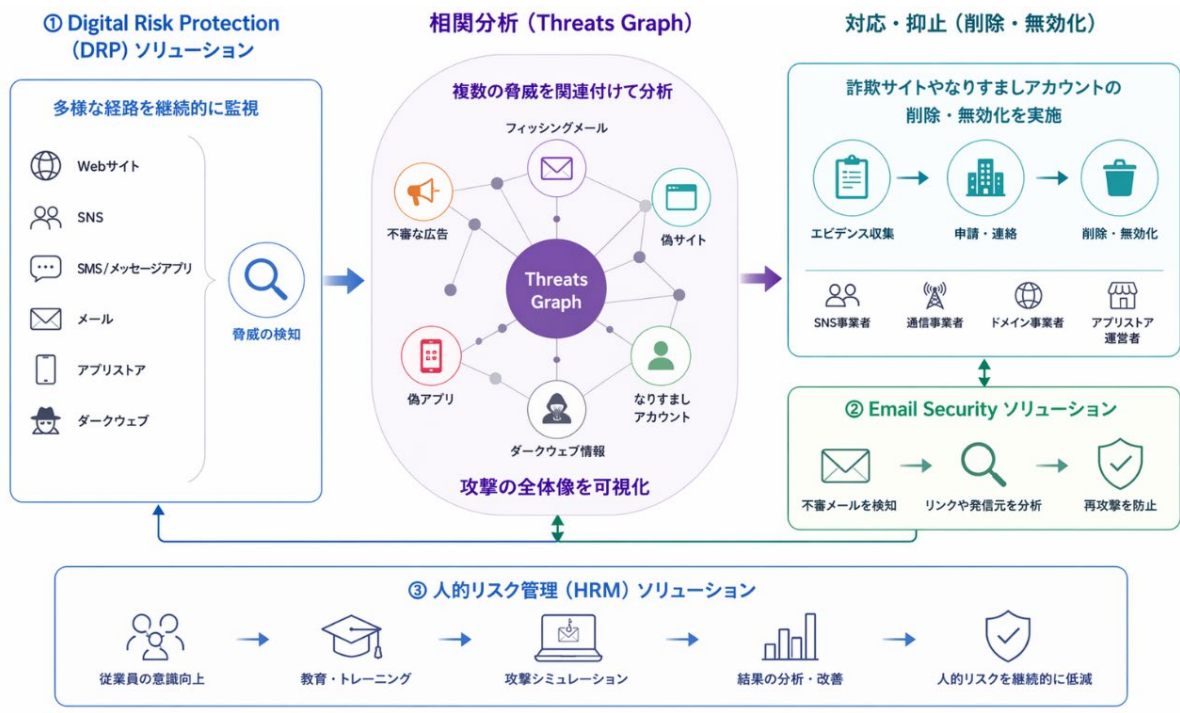 ① Digital Risk Protection
（DRP）ソリューション
多様な経路を継続的に監視
Webサイト
SNS
SMS/メッセージアプリ
メール
アプリストア
ダークウェブ
脅威の検知
相関分析（Threats Graph）
複数の脅威を関連付けて分析
フィッシングメール
不審な広告
偽サイト
Threats
Graph
偽アプリ
なりすまし
アカウント
ダークウェブ情報
攻撃の全体像を可視化
対応・抑止（削除・無効化）
詐欺サイトやなりすましアカウントの
削除・無効化を実施
エビデンス収集
申請・連絡
削除・無効化
SNS事業者
通信事業者
ドメイン事業者
アプリストア
運営者
② Email Security ソリューション
不審メールを検知
リンクや発信元を分析
再攻撃を防止
③ 人的リスク管理（HRM）ソリューション
従業員の意識向上
教育・トレーニング
攻撃シミュレーション
結果の分析・改善
人的リスクを継続的に低減